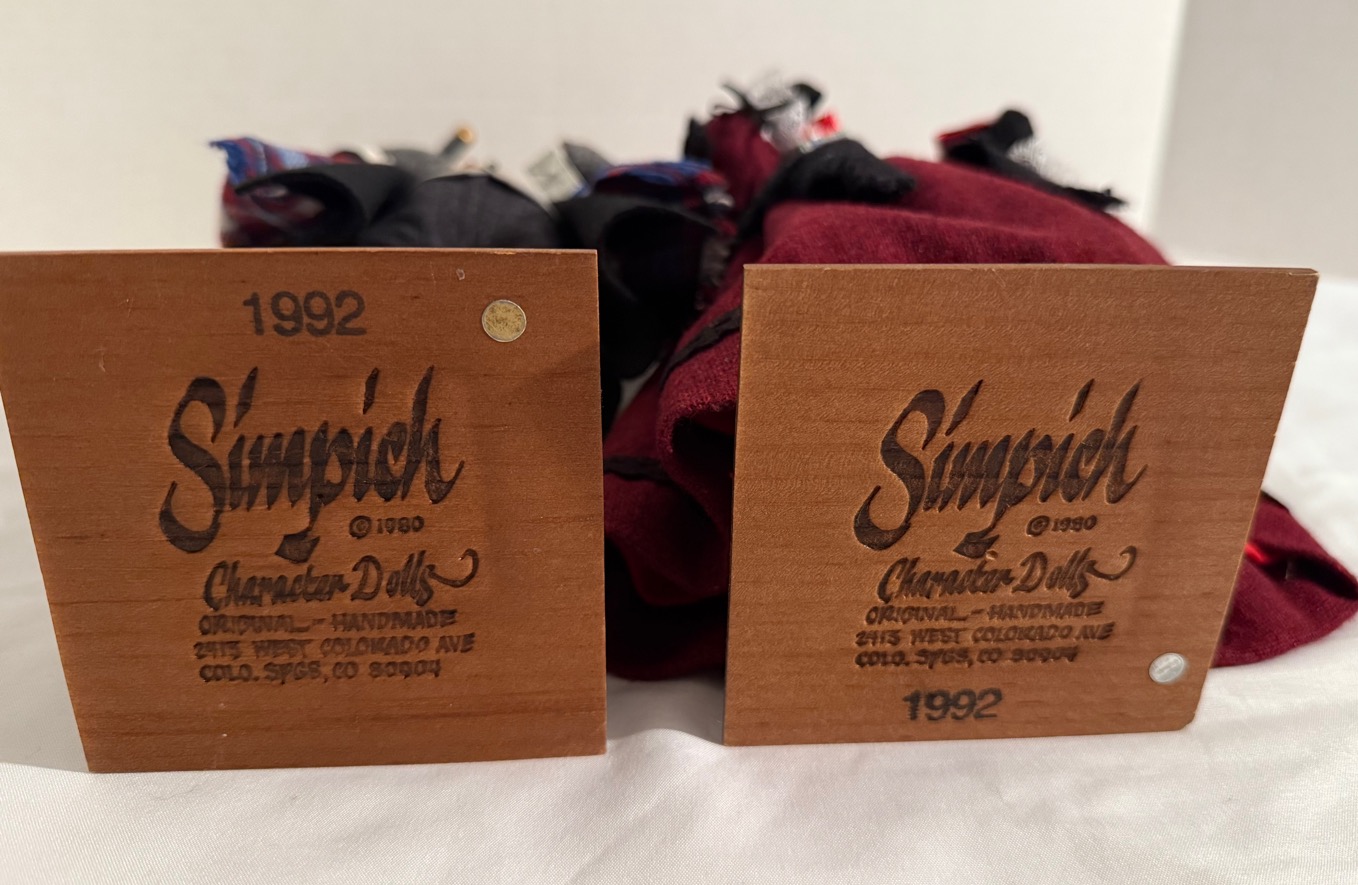 1992
Simpich
© 1980
Character Dolls
ORIGINAL - HANDMADE
2413 WEST COLORADO AVE
COLO. SPGS, CO 80904
Simpich
© 1980
Character Dolls
ORIGINAL - HANDMADE
2413 WEST COLORADO AVE
COLO. SPGS, CO 80904
1992